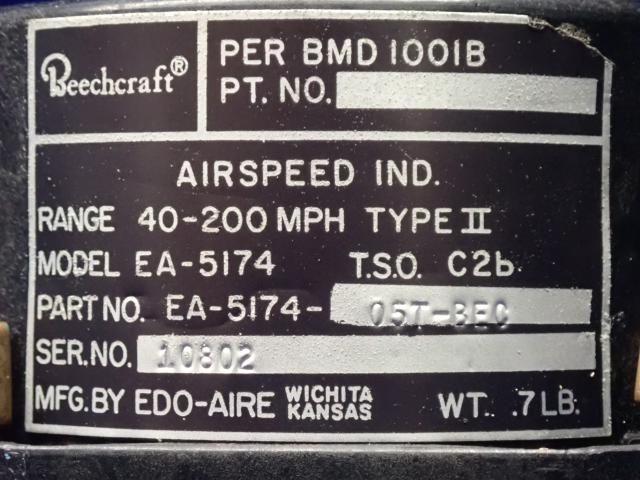 Beechcraft®
PER BMD 1001B
PT. NO.
AIRSPEED IND.
RANGE 40-200 MPH TYPE II
MODEL EA-5174 T.S.O. C2b
PART NO. EA-5174- 05T-BEC
SER. NO. 10802
MFG. BY EDO-AIRE WICHITA KANSAS WT. .7 LB.